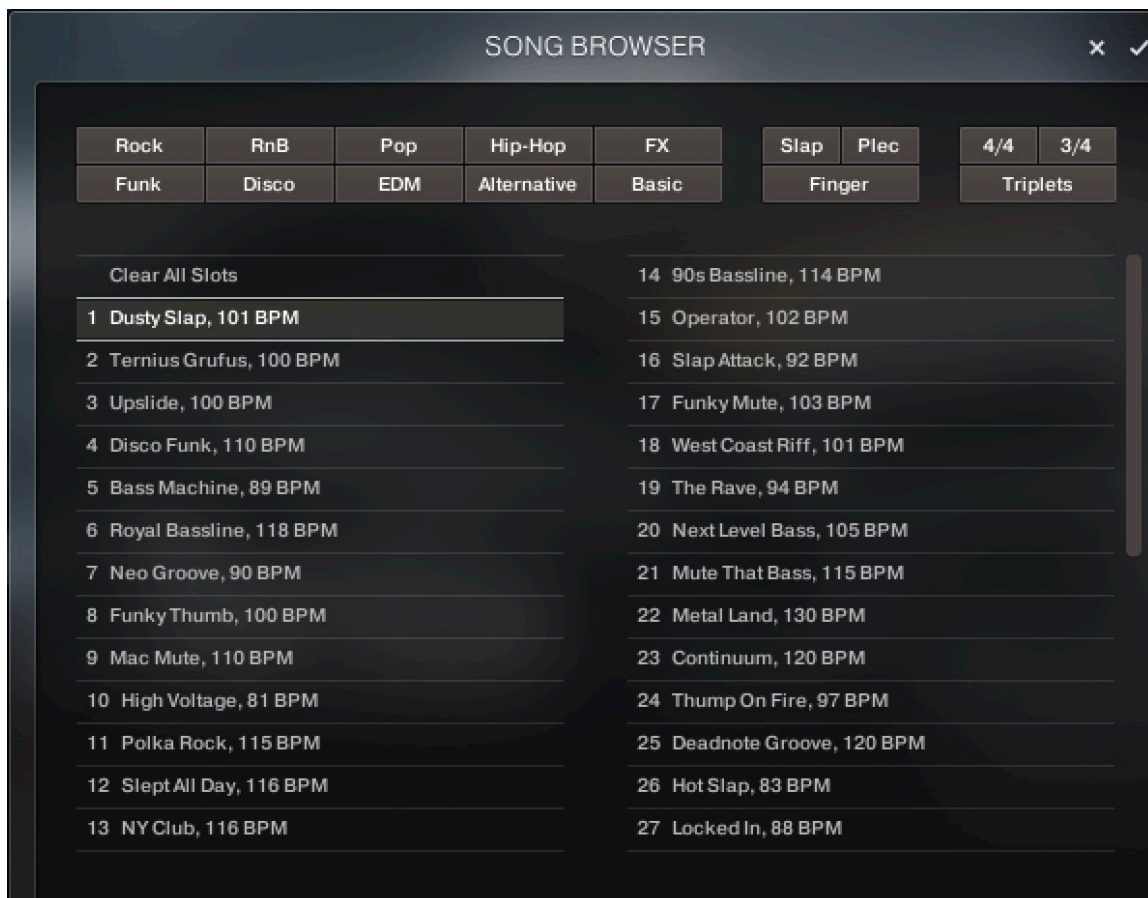 SONG BROWSER
Rock RnB Pop Hip-Hop FX Slap Plec 4/4 3/4
Funk Disco EDM Alternative Basic Finger Triplets
Clear All Slots
1 Dusty Slap, 101 BPM
2 Ternius Grufus, 100 BPM
3 Upslide, 100 BPM
4 Disco Funk, 110 BPM
5 Bass Machine, 89 BPM
6 Royal Bassline, 118 BPM
7 Neo Groove, 90 BPM
8 Funky Thumb, 100 BPM
9 Mac Mute, 110 BPM
10 High Voltage, 81 BPM
11 Polka Rock, 115 BPM
12 Slept All Day, 116 BPM
13 NY Club, 116 BPM
14 90s Bassline, 114 BPM
15 Operator, 102 BPM
16 Slap Attack, 92 BPM
17 Funky Mute, 103 BPM
18 West Coast Riff, 101 BPM
19 The Rave, 94 BPM
20 Next Level Bass, 105 BPM
21 Mute That Bass, 115 BPM
22 Metal Land, 130 BPM
23 Continuum, 120 BPM
24 Thump On Fire, 97 BPM
25 Deadnote Groove, 120 BPM
26 Hot Slap, 83 BPM
27 Locked In, 88 BPM